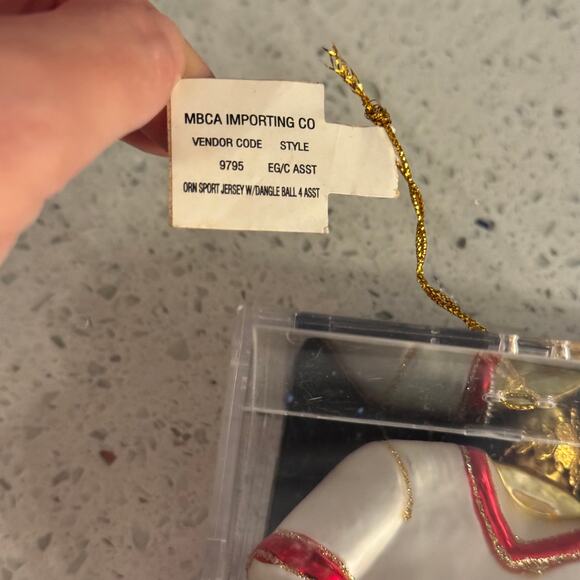 MBCA IMPORTING CO
VENDOR CODE STYLE
9795 EG/C ASST
ORN SPORT JERSEY W/DANGLE BALL 4 ASST